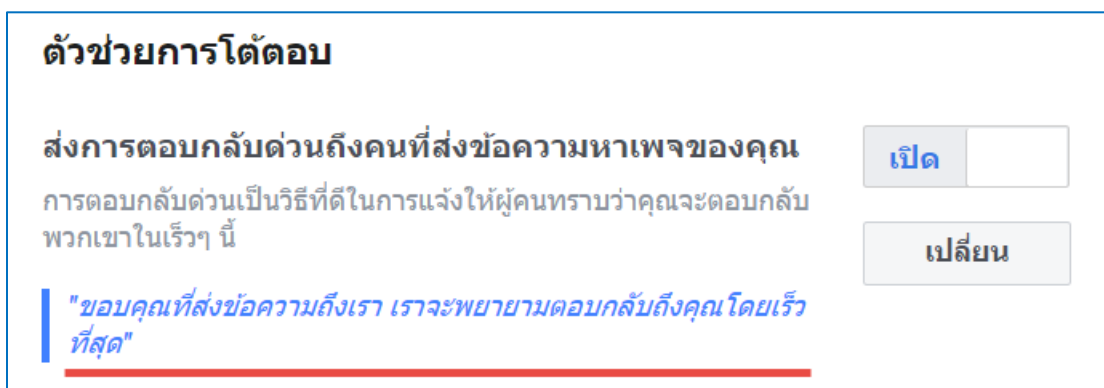 ตัวช่วยการโต้ตอบ
ส่งการตอบกลับด่วนถึงคนที่ส่งข้อความหาเพจของคุณ
เปิด
การตอบกลับด่วนเป็นวิธีที่ดีในการแจ้งให้ผู้คนทราบว่าคุณจะตอบกลับ
พวกเขาในเร็วๆ นี้
เปลี่ยน
"ขอบคุณที่ส่งข้อความถึงเรา เราจะพยายามตอบกลับถึงคุณโดยเร็ว
ที่สุด"